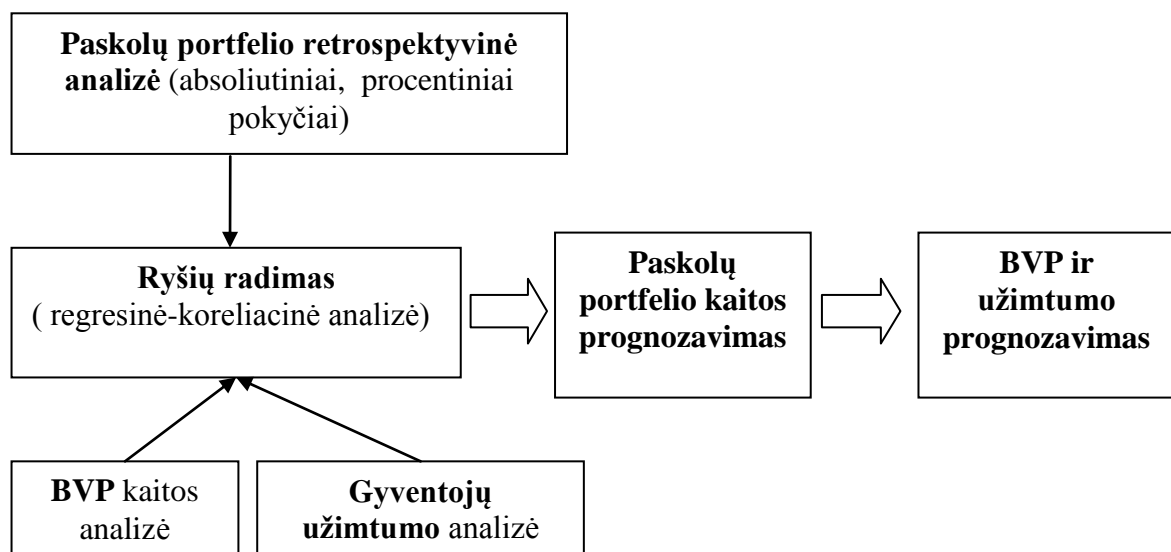 Paskolų portfelio retrospektyvinė
analizė (absoliutiniai, procentiniai
pokyčiai)
Ryšių radimas
( regresinė-koreliacinė analizė)
Paskolų
portfelio kaitos
prognozavimas
BVP ir
užimtumo
prognozavimas
BVP kaitos
analizė
Gyventojų
užimtumo analizė